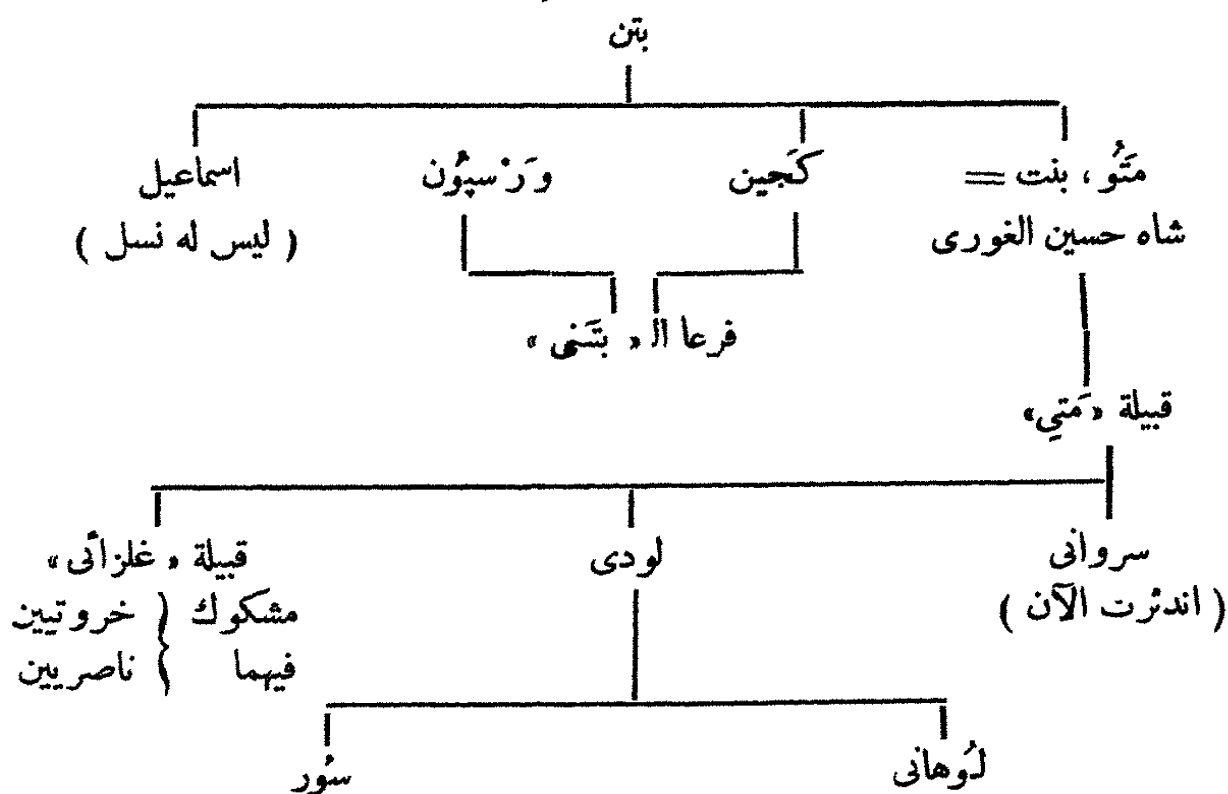 بتن
مَتُو ، بنت = كَجين وَرْسپُون اسماعيل
شاه حسين الغورى ( ليس له نسل )
فرعا الـ « بتَنى »
قبيلة « مَتيِ»
سروانى لودى قبيلة « غلزائى »
( اندثرت الآن ) مشكوك { خروتيين
فيهما { ناصريين
لُوهانى سُور